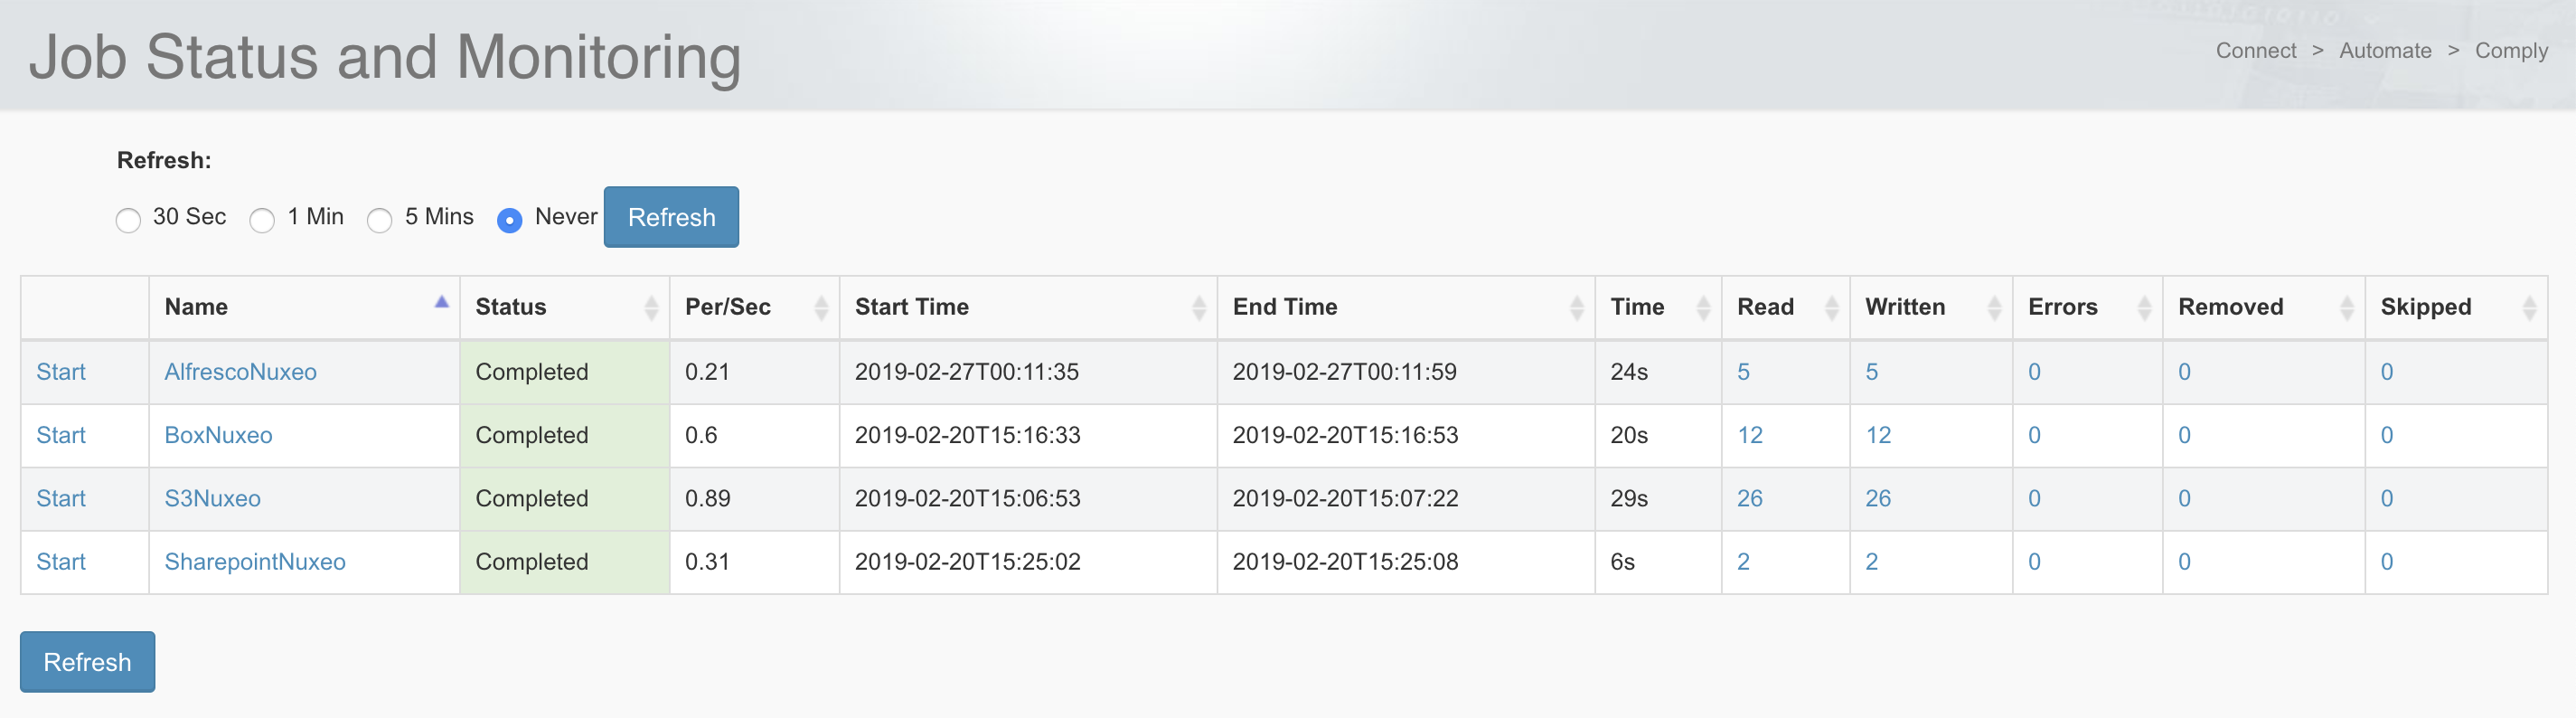 Job Status and Monitoring
Connect > Automate > Comply
Refresh:
30 Sec 1 Min 5 Mins Never Refresh
Name Status Per/Sec Start Time End Time Time Read Written Errors Removed Skipped
Start AlfrescoNuxeo Completed 0.21 2019-02-27T00:11:35 2019-02-27T00:11:59 24s 5 5 0 0 0
Start BoxNuxeo Completed 0.6 2019-02-20T15:16:33 2019-02-20T15:16:53 20s 12 12 0 0 0
Start S3Nuxeo Completed 0.89 2019-02-20T15:06:53 2019-02-20T15:07:22 29s 26 26 0 0 0
Start SharepointNuxeo Completed 0.31 2019-02-20T15:25:02 2019-02-20T15:25:08 6s 2 2 0 0 0
Refresh